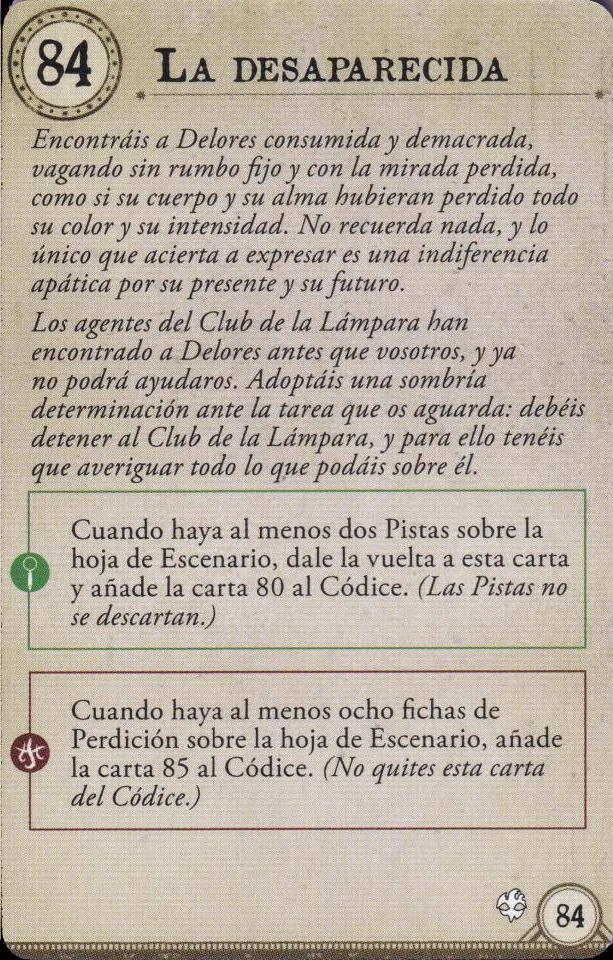 84
La desaparecida
Encontráis a Delores consumida y demacrada,
vagando sin rumbo fijo y con la mirada perdida,
como si su cuerpo y su alma hubieran perdido todo
su color y su intensidad. No recuerda nada, y lo
único que acierta a expresar es una indiferencia
apática por su presente y su futuro.
Los agentes del Club de la Lámpara han
encontrado a Delores antes que vosotros, y ya
no podrá ayudaros. Adoptáis una sombría
determinación ante la tarea que os aguarda: debéis
detener al Club de la Lámpara, y para ello tenéis
que averiguar todo lo que podáis sobre él.
Cuando haya al menos dos Pistas sobre la
hoja de Escenario, dale la vuelta a esta carta
y añade la carta 80 al Códice. (Las Pistas no
se descartan.)
Cuando haya al menos ocho fichas de
Perdición sobre la hoja de Escenario, añade
la carta 85 al Códice. (No quites esta carta
del Códice.)
84